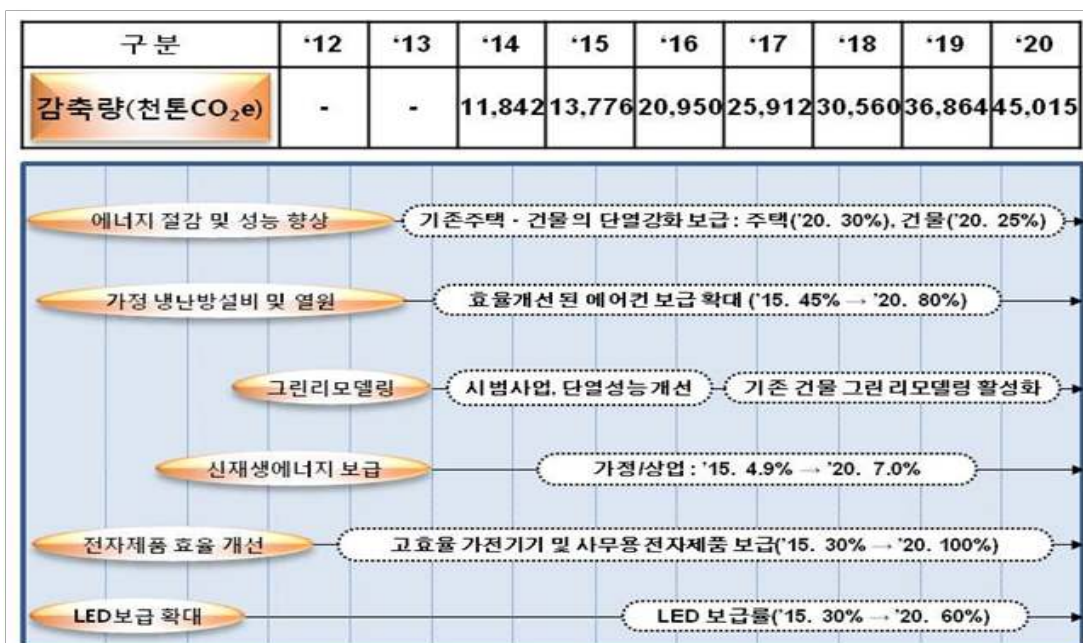 구 분 ‘12 ‘13 ‘14 ‘15 ‘16 ‘17 ‘18 ‘19 ‘20
감축량(천톤CO₂e) - - 11,842 13,776 20,950 25,912 30,560 36,864 45,015
에너지 절감 및 성능 향상 기존주택 · 건물의 단열강화 보급 : 주택('20. 30%), 건물('20. 25%)
가정 냉난방설비 및 열원 효율개선 된 에어컨 보급 확대 ('15. 45% → '20. 80%)
그린리모델링 시범사업, 단열성능개선 기존 건물 그린 리모델링 활성화
신재생에너지 보급 가정/상업 : '15. 4.9% → '20. 7.0%
전자제품 효율 개선 고효율 가전기기 및 사무용 전자제품 보급('15. 30% → '20. 100%)
LED보급 확대 LED 보급률('15. 30% → '20. 60%)